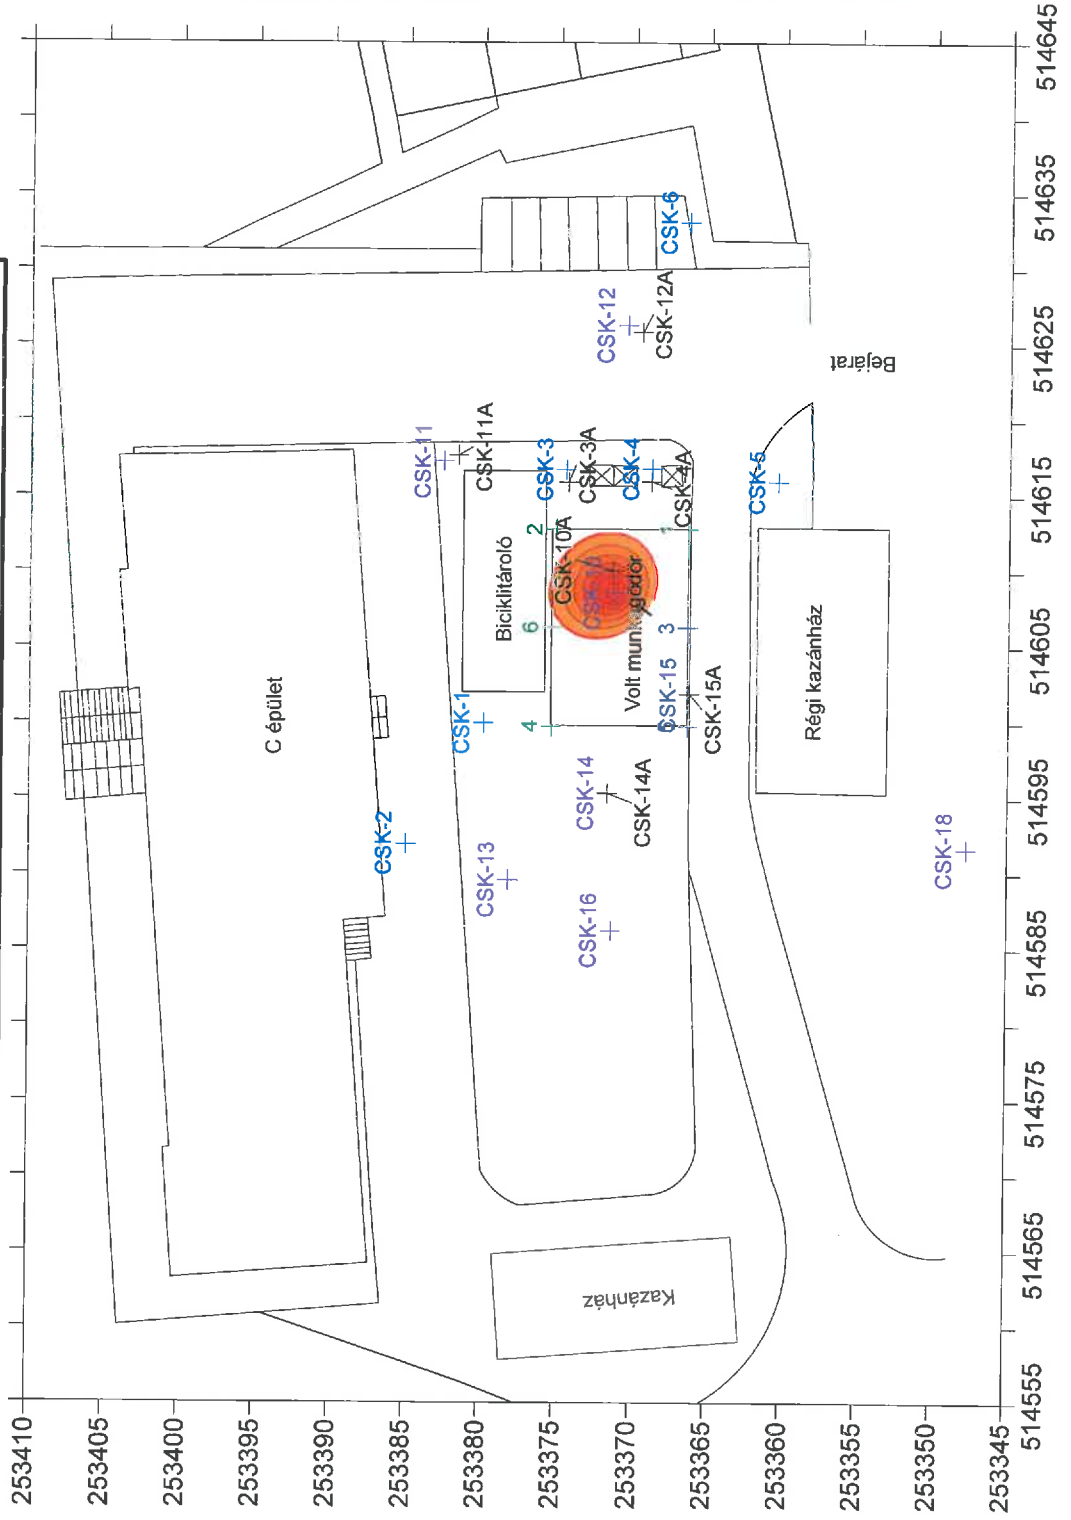 C épület
Biciklitároló
Volt munkagödör
Régi kazánház
Kazánház
Bejárat
CSK-1
CSK-2
CSK-3
CSK-3A
CSK-4
CSK-4A
CSK-5
CSK-6
CSK-10A
CSK-11
CSK-11A
CSK-12
CSK-12A
CSK-13
CSK-14
CSK-14A
CSK-15
CSK-15A
CSK-16
CSK-18
1
2
3
4
6
253410
253405
253400
253395
253390
253385
253380
253375
253370
253365
253360
253355
253350
253345
514555
514565
514575
514585
514595
514605
514615
514625
514635
514645